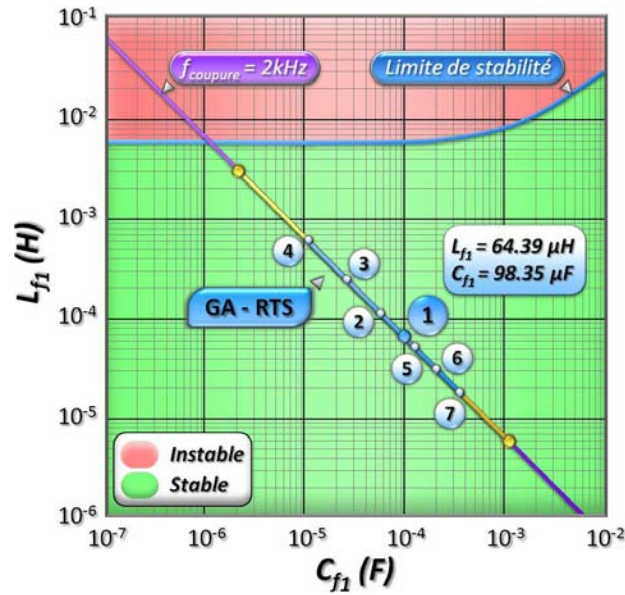 10⁻¹
f_coupure = 2kHz
Limite de stabilité
10⁻²
10⁻³
L_f1 (H)
4
3
L_f1 = 64.39 µH
C_f1 = 98.35 µF
GA - RTS
1
2
10⁻⁴
5
6
7
10⁻⁵
Instable
Stable
10⁻⁶
10⁻⁷
10⁻⁶
10⁻⁵
10⁻⁴
10⁻³
10⁻²
C_f1 (F)